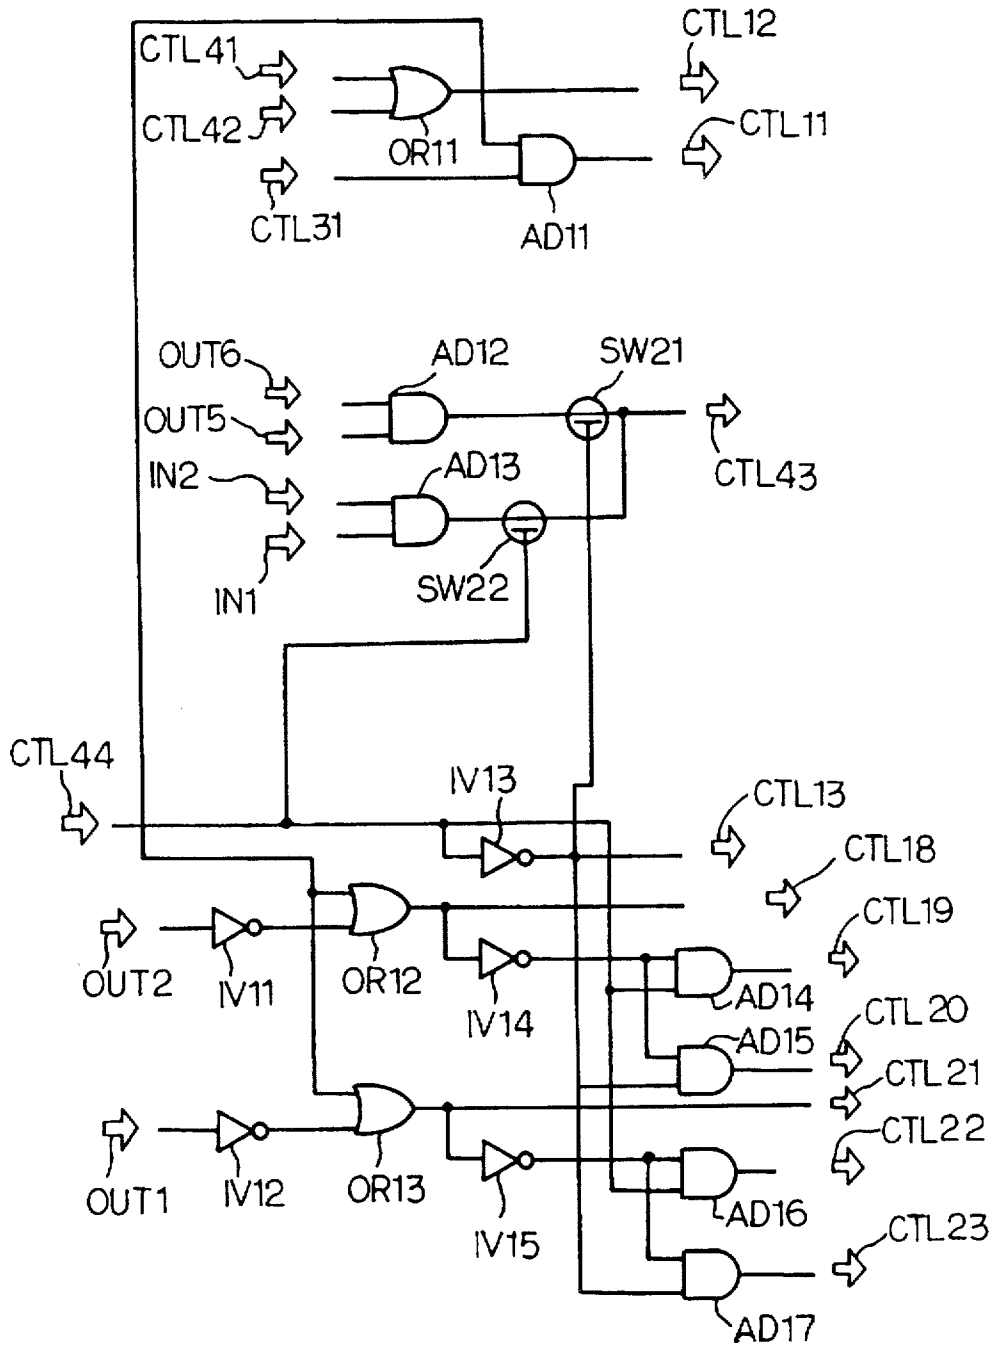 CTL41
CTL12
CTL42
OR11
CTL11
CTL31
AD11
OUT6
AD12
SW21
OUT5
IN2
AD13
CTL43
IN1
SW22
CTL44
IV13
CTL13
CTL18
CTL19
OUT2
IV11
OR12
IV14
AD14
CTL20
AD15
CTL21
CTL22
OUT1
IV12
OR13
IV15
AD16
CTL23
AD17